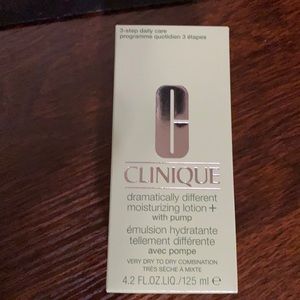 3-step daily care
programme quotidien 3 étapes
CLINIQUE
dramatically different
moisturizing lotion+
with pump
émulsion hydratante
tellement différente
avec pompe
VERY DRY TO DRY COMBINATION
TRÈS SÈCHE À MIXTE
4.2 FL.OZ.LIQ./125 ml ℮